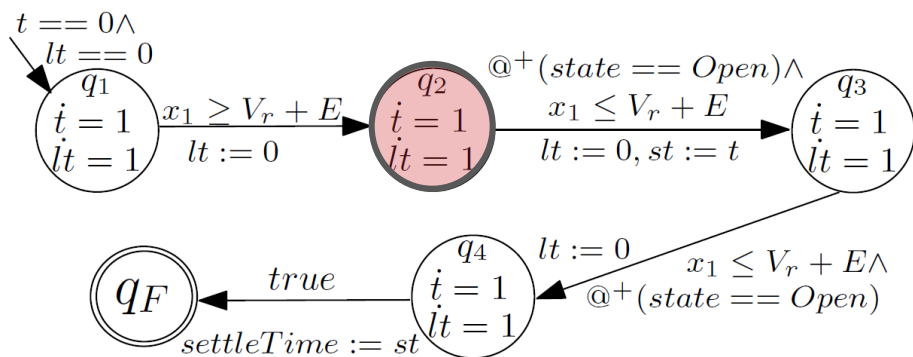 t == 0∧
lt == 0
q₁
ṫ = 1
l̇t = 1
x₁ ≥ Vᵣ + E
lt := 0
q₂
ṫ = 1
l̇t = 1
@⁺(state == Open)∧
x₁ ≤ Vᵣ + E
lt := 0, st := t
q₃
ṫ = 1
l̇t = 1
lt := 0
x₁ ≤ Vᵣ + E∧
@⁺(state == Open)
q₄
ṫ = 1
l̇t = 1
true
settleTime := st
q_F